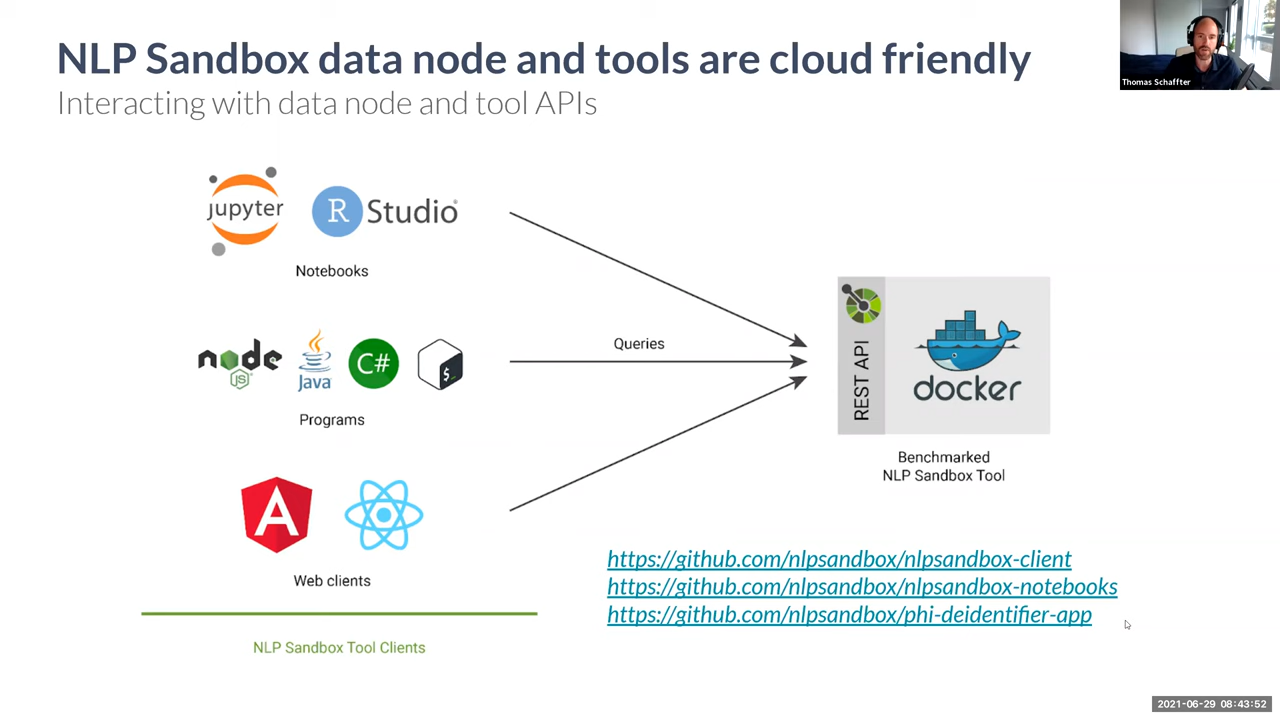 NLP Sandbox data node and tools are cloud friendly
Interacting with data node and tool APIs
Thomas Schaffter
jupyter
R Studio
Notebooks
node
JS
Java
C#
$_
Programs
Queries
REST API
docker
Benchmarked
NLP Sandbox Tool
A
Web clients
https://github.com/nlpsandbox/nlpsandbox-client
https://github.com/nlpsandbox/nlpsandbox-notebooks
https://github.com/nlpsandbox/phi-deidentifier-app
NLP Sandbox Tool Clients
2021-06-29 08:43:52